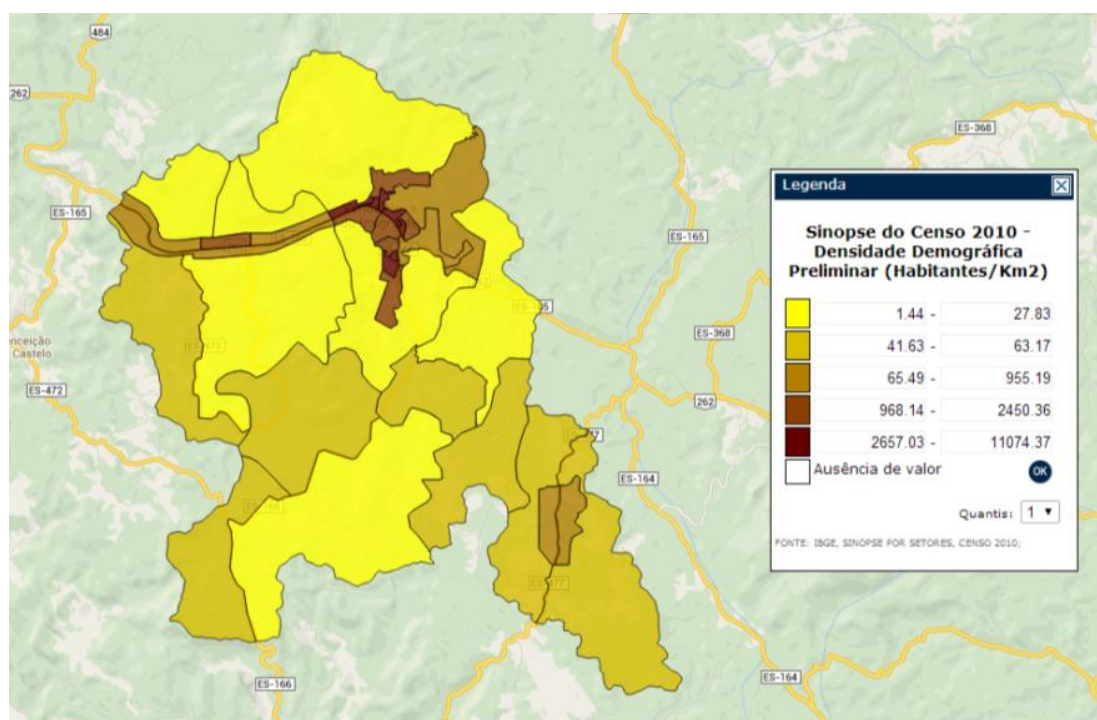 484
262
ES-368
ES-165
ES-165
ES-368
nceição
Castelo
ES-472
262
ES-164
ES-166
ES-164
Legenda
Sinopse do Censo 2010 -
Densidade Demográfica
Preliminar (Habitantes/Km2)
1.44 - 27.83
41.63 - 63.17
65.49 - 955.19
968.14 - 2450.36
2657.03 - 11074.37
Ausência de valor OK
Quantis: 1
FONTE: IBGE, SINOPSE POR SETORES, CENSO 2010;